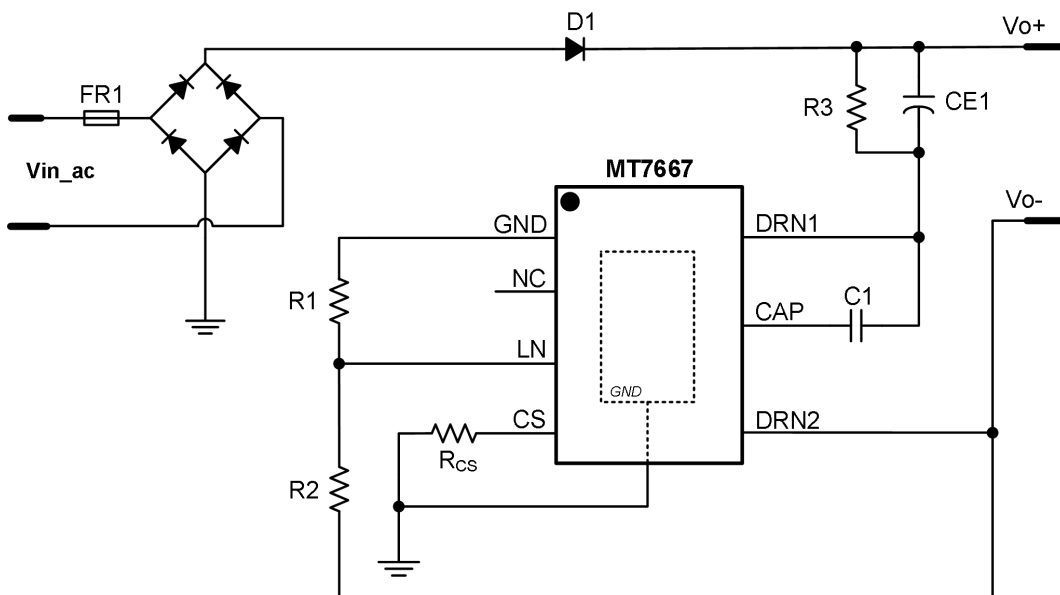 D1
Vo+
FR1
R3
CE1
Vin_ac
MT7667
Vo-
GND
DRN1
NC
R1
C1
CAP
LN
GND
CS
DRN2
RCS
R2